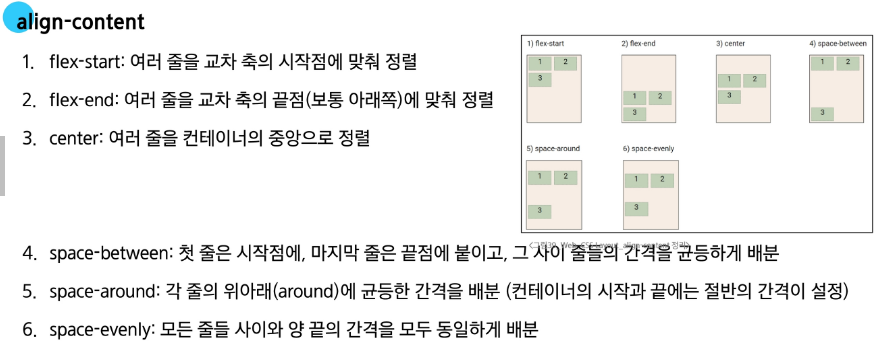 align-content
1. flex-start: 여러 줄을 교차 축의 시작점에 맞춰 정렬
2. flex-end: 여러 줄을 교차 축의 끝점(보통 아래쪽)에 맞춰 정렬
3. center: 여러 줄을 컨테이너의 중앙으로 정렬
1) flex-start
1 2
3
2) flex-end
1 2
3
3) center
1 2
3
4) space-between
1 2
3
5) space-around
1 2
3
6) space-evenly
1 2
3
Web, CSS Layout, align-content 정리
4. space-between: 첫 줄은 시작점에, 마지막 줄은 끝점에 붙이고, 그 사이 줄들의 간격을 균등하게 배분
5. space-around: 각 줄의 위아래(around)에 균등한 간격을 배분 (컨테이너의 시작과 끝에는 절반의 간격이 설정)
6. space-evenly: 모든 줄들 사이와 양 끝의 간격을 모두 동일하게 배분